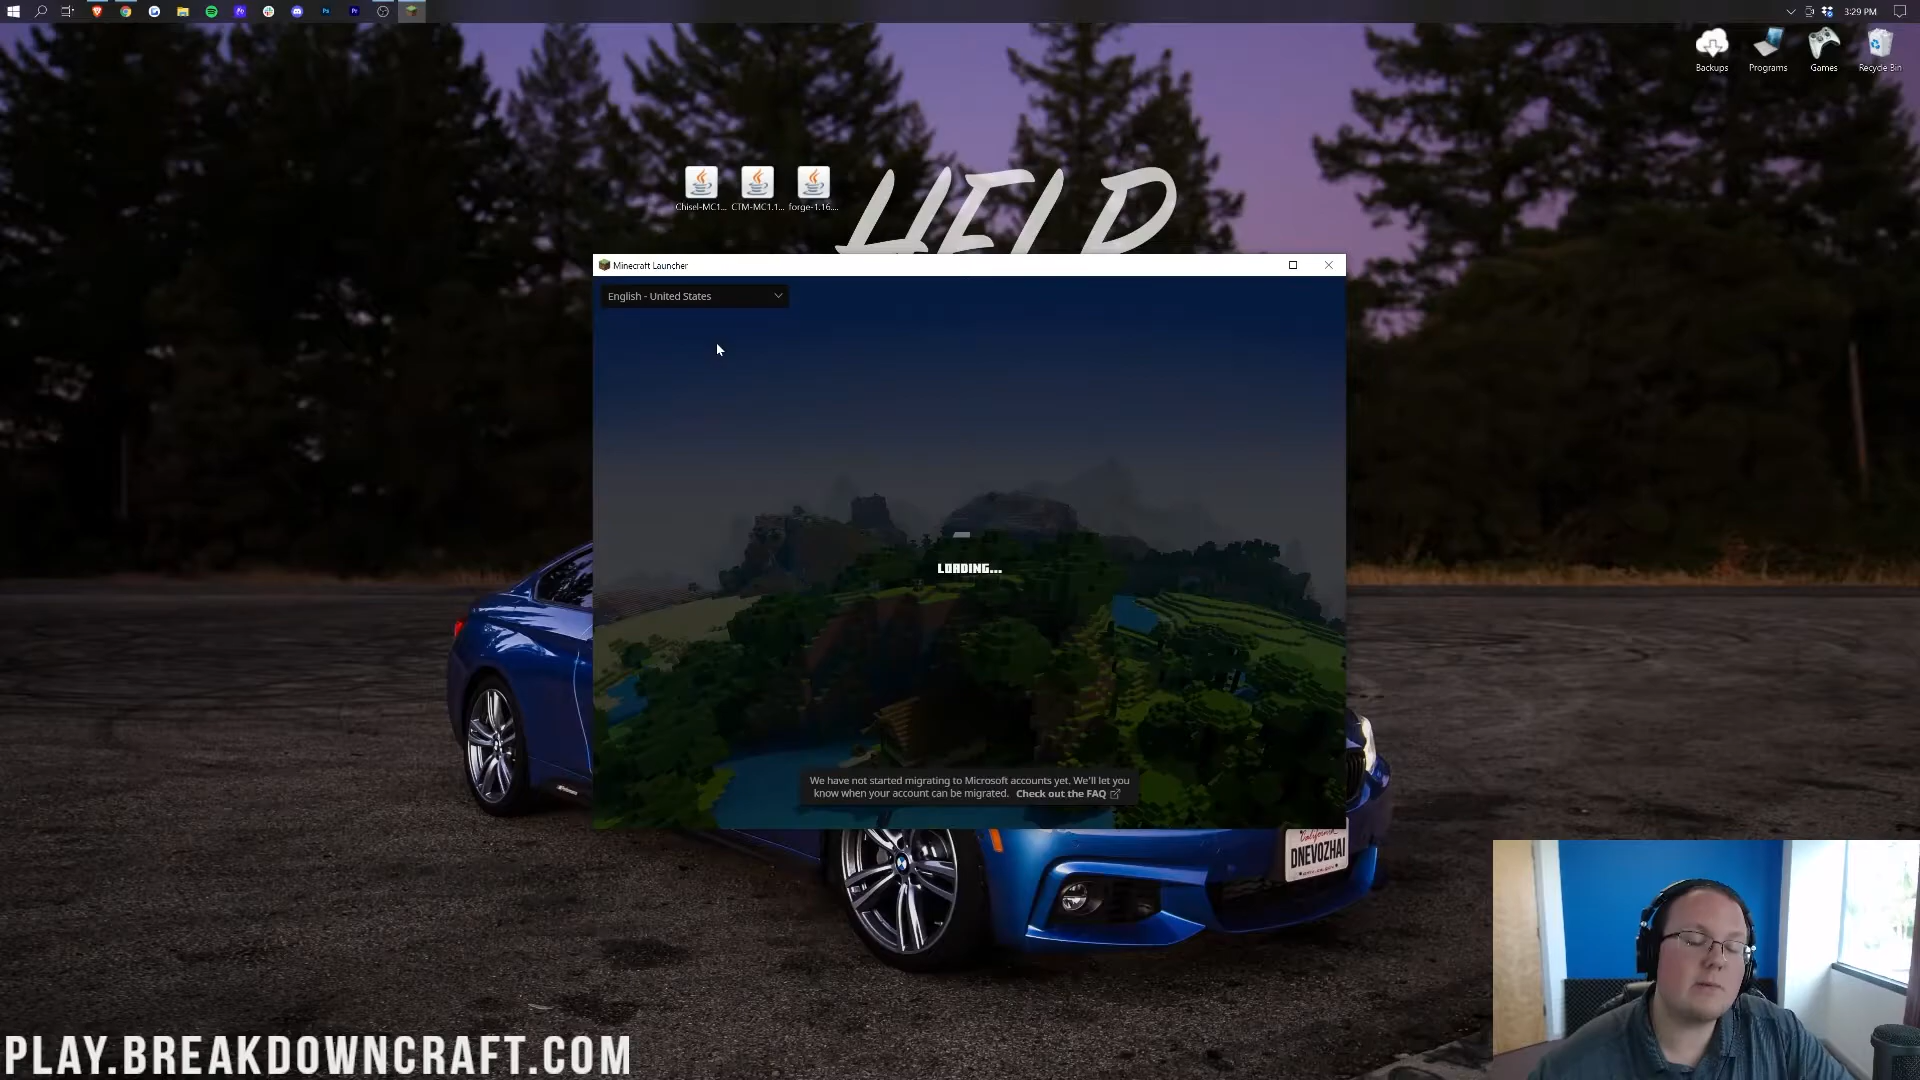 3:29 PM
Backups Programs Games Recycle Bin
Chisel-MC1... CTM-MC1.1... forge-1.16....
HELP
Minecraft Launcher
English - United States
LOADING...
We have not started migrating to Microsoft accounts yet. We'll let you
know when your account can be migrated. Check out the FAQ
California
DNEVOZHAI
PLAY.BREAKDOWNCRAFT.COM